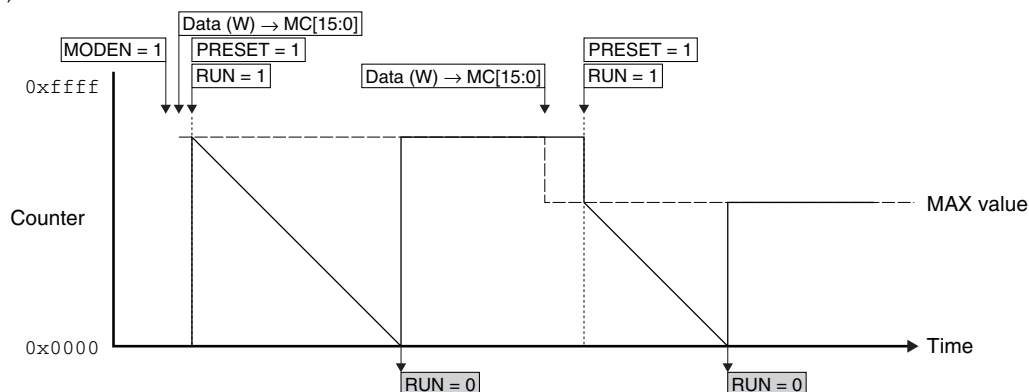 )
Data (W) → MC[15:0]
MODEN = 1
PRESET = 1
PRESET = 1
RUN = 1
Data (W) → MC[15:0]
RUN = 1
0xffff
Counter
MAX value
0x0000
Time
RUN = 0
RUN = 0